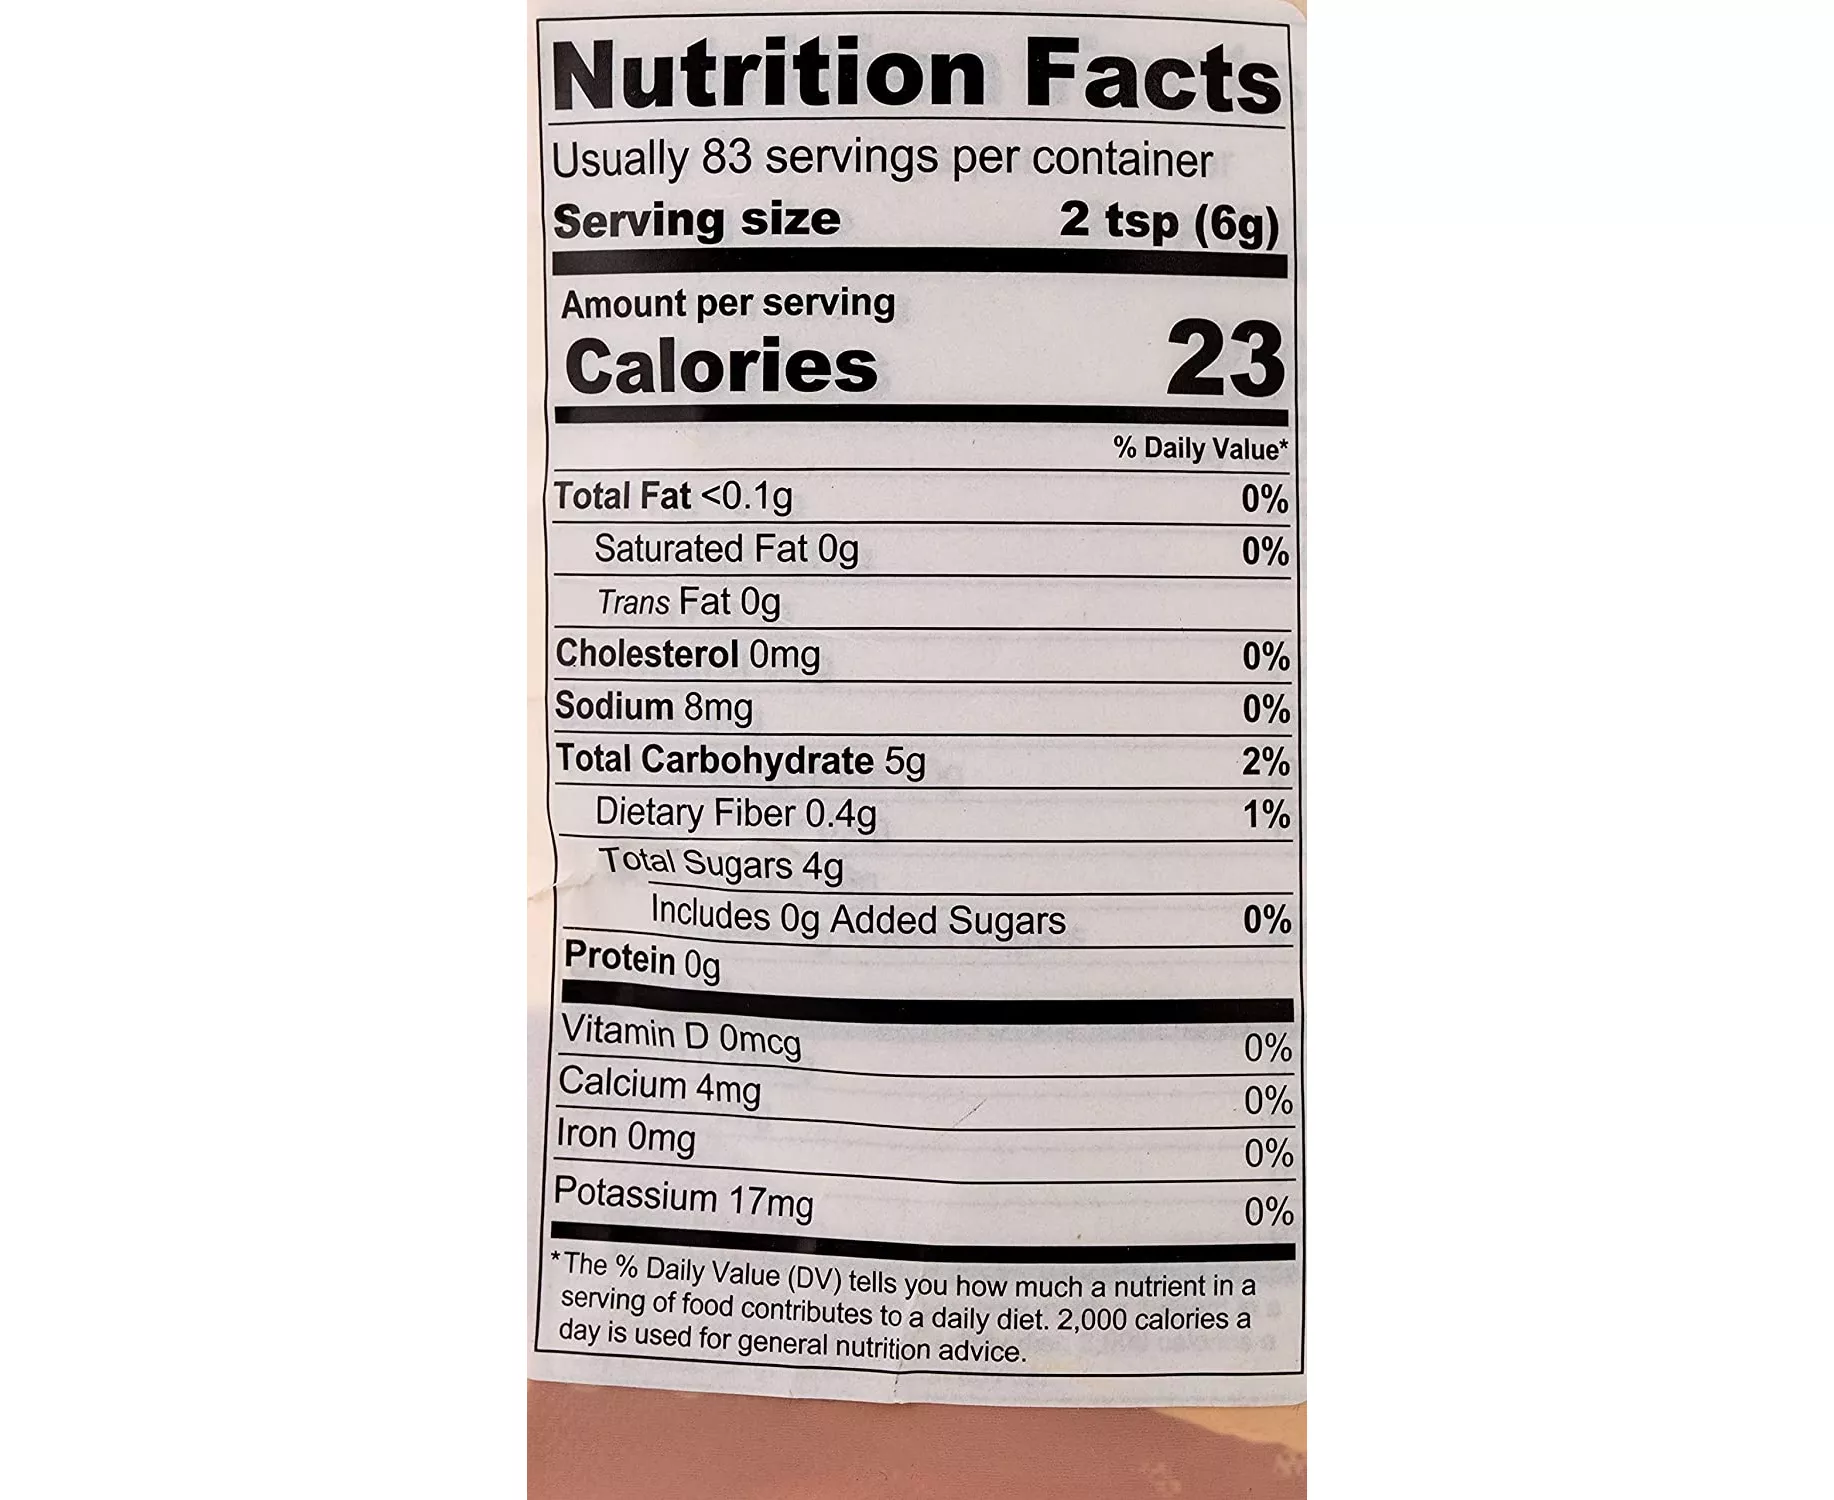 Nutrition Facts
Usually 83 servings per container
Serving size 2 tsp (6g)
Amount per serving
Calories 23
% Daily Value*
Total Fat <0.1g 0%
Saturated Fat 0g 0%
Trans Fat 0g
Cholesterol 0mg 0%
Sodium 8mg 0%
Total Carbohydrate 5g 2%
Dietary Fiber 0.4g 1%
Total Sugars 4g
Includes 0g Added Sugars 0%
Protein 0g
Vitamin D 0mcg 0%
Calcium 4mg 0%
Iron 0mg 0%
Potassium 17mg 0%
*The % Daily Value (DV) tells you how much a nutrient in a
serving of food contributes to a daily diet. 2,000 calories a
day is used for general nutrition advice.